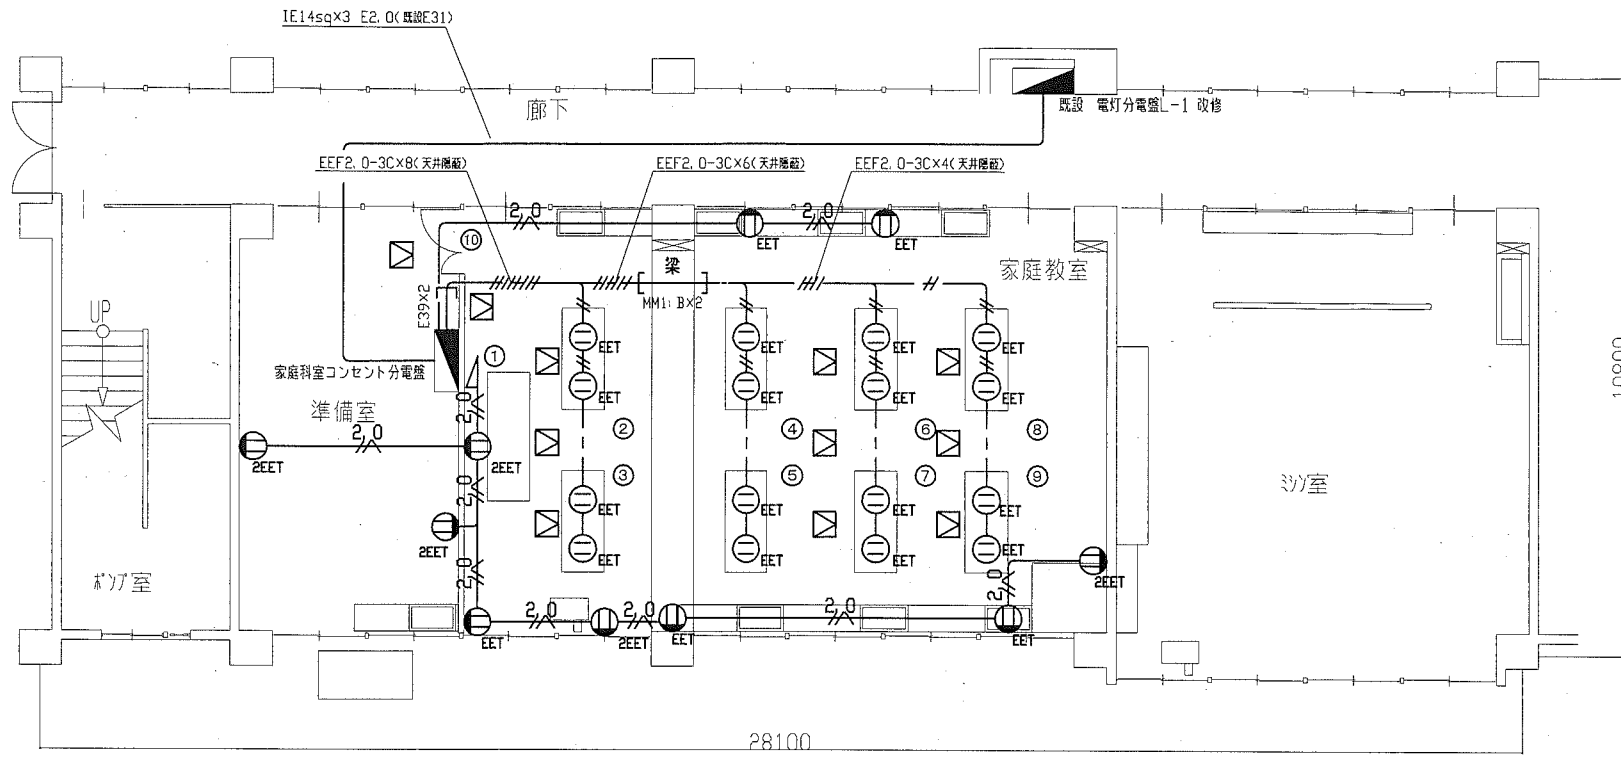 IE14sq×3 E2.0(既設E31)
廊下
既設 電灯分電盤L-1 改修
EEF2.0-3C×8(天井隠蔽)
EEF2.0-3C×6(天井隠蔽)
EEF2.0-3C×4(天井隠蔽)
2.0
2.0
EET
EET
⑩
梁
家庭教室
MM1:B×2
E39×2
UP
①
EET
EET
EET
EET
家庭科室コンセント分電盤
EET
EET
EET
EET
2.0
準備室
②
④
⑥
⑧
2.0
2EET
2EET
③
⑤
⑦
⑨
2.0
ミシン室
EET
EET
EET
EET
2EET
EET
EET
EET
EET
2.0
ポンプ室
2.0
2EET
2.0
2.0
2.0
EET
2EET
EET
EET
28100
10800